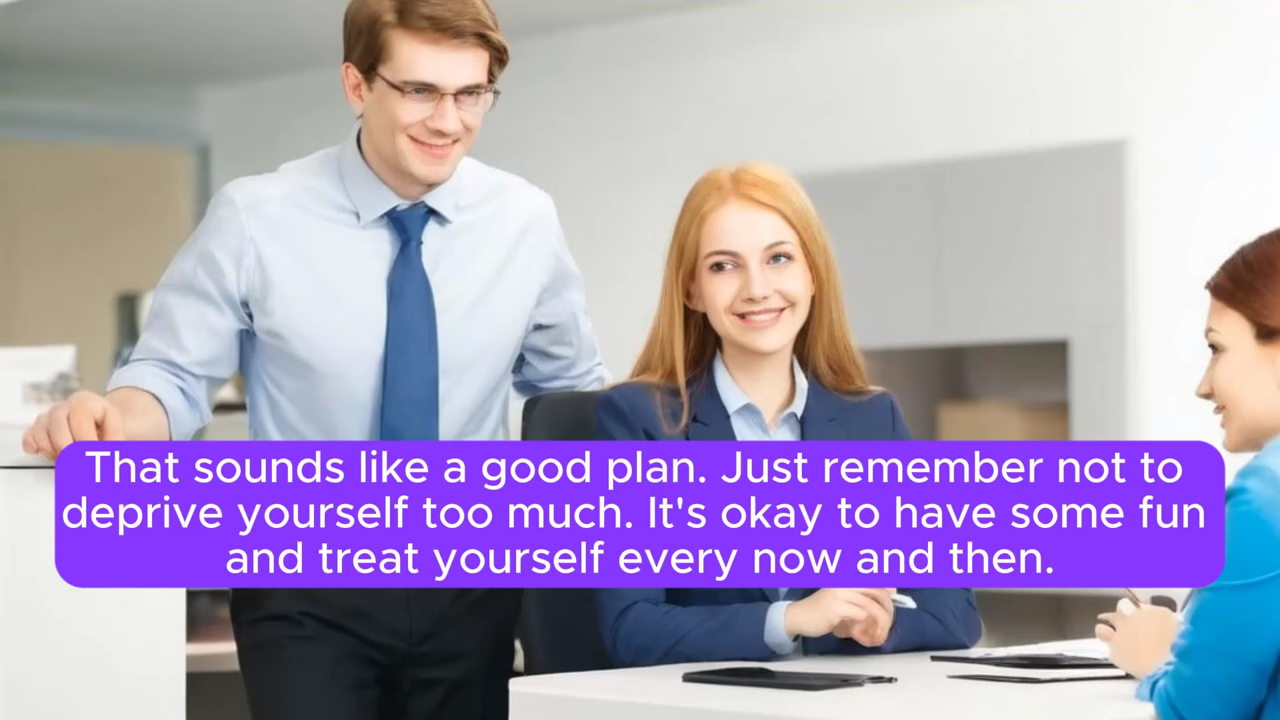 That sounds like a good plan. Just remember not to
deprive yourself too much. It's okay to have some fun
and treat yourself every now and then.